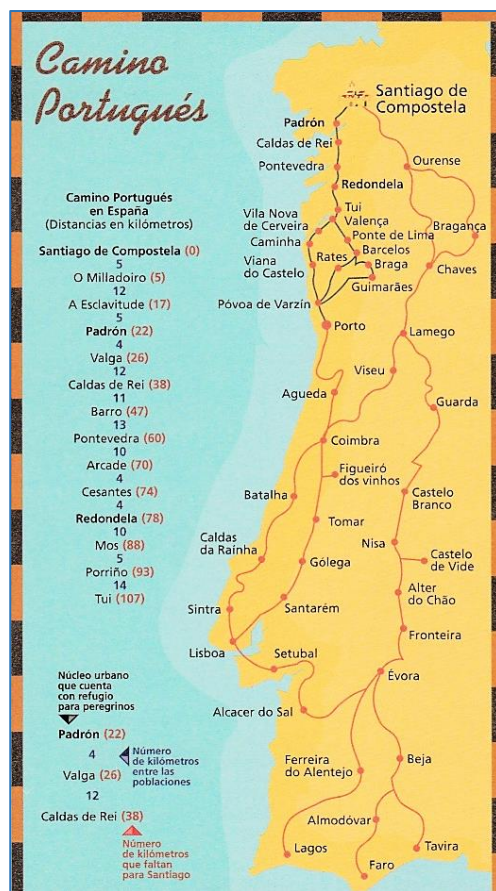 Camino
Portugués
Camino Portugués
en España
(Distancias en kilómetros)
Santiago de Compostela (0)
5
O Milladoiro (5)
12
A Esclavitude (17)
5
Padrón (22)
4
Valga (26)
12
Caldas de Rei (38)
11
Barro (47)
13
Pontevedra (60)
10
Arcade (70)
4
Cesantes (74)
4
Redondela (78)
10
Mos (88)
5
Porriño (93)
14
Tui (107)
Núcleo urbano
que cuenta
con refugio
para peregrinos
Padrón (22)
4
Número
de kilómetros
entre las
poblaciones
Valga (26)
12
Caldas de Rei (38)
Número
de kilómetros
que faltan
para Santiago
Santiago de
Compostela
Padrón
Caldas de Rei
Ourense
Pontevedra
Redondela
Tui
Vila Nova
de Cerveira
Valença
Bragança
Ponte de Lima
Caminha
Barcelos
Rates
Braga
Viana
do Castelo
Chaves
Guimarães
Póvoa de Varzín
Porto
Lamego
Viseu
Agueda
Guarda
Coimbra
Figueiró
dos vinhos
Batalha
Castelo
Branco
Tomar
Caldas
da Raínha
Nisa
Gólega
Castelo
de Vide
Alter
do Chão
Sintra
Santarém
Fronteira
Lisboa
Setubal
Évora
Alcacer do Sal
Ferreira
do Alentejo
Beja
Almodóvar
Lagos
Tavira
Faro